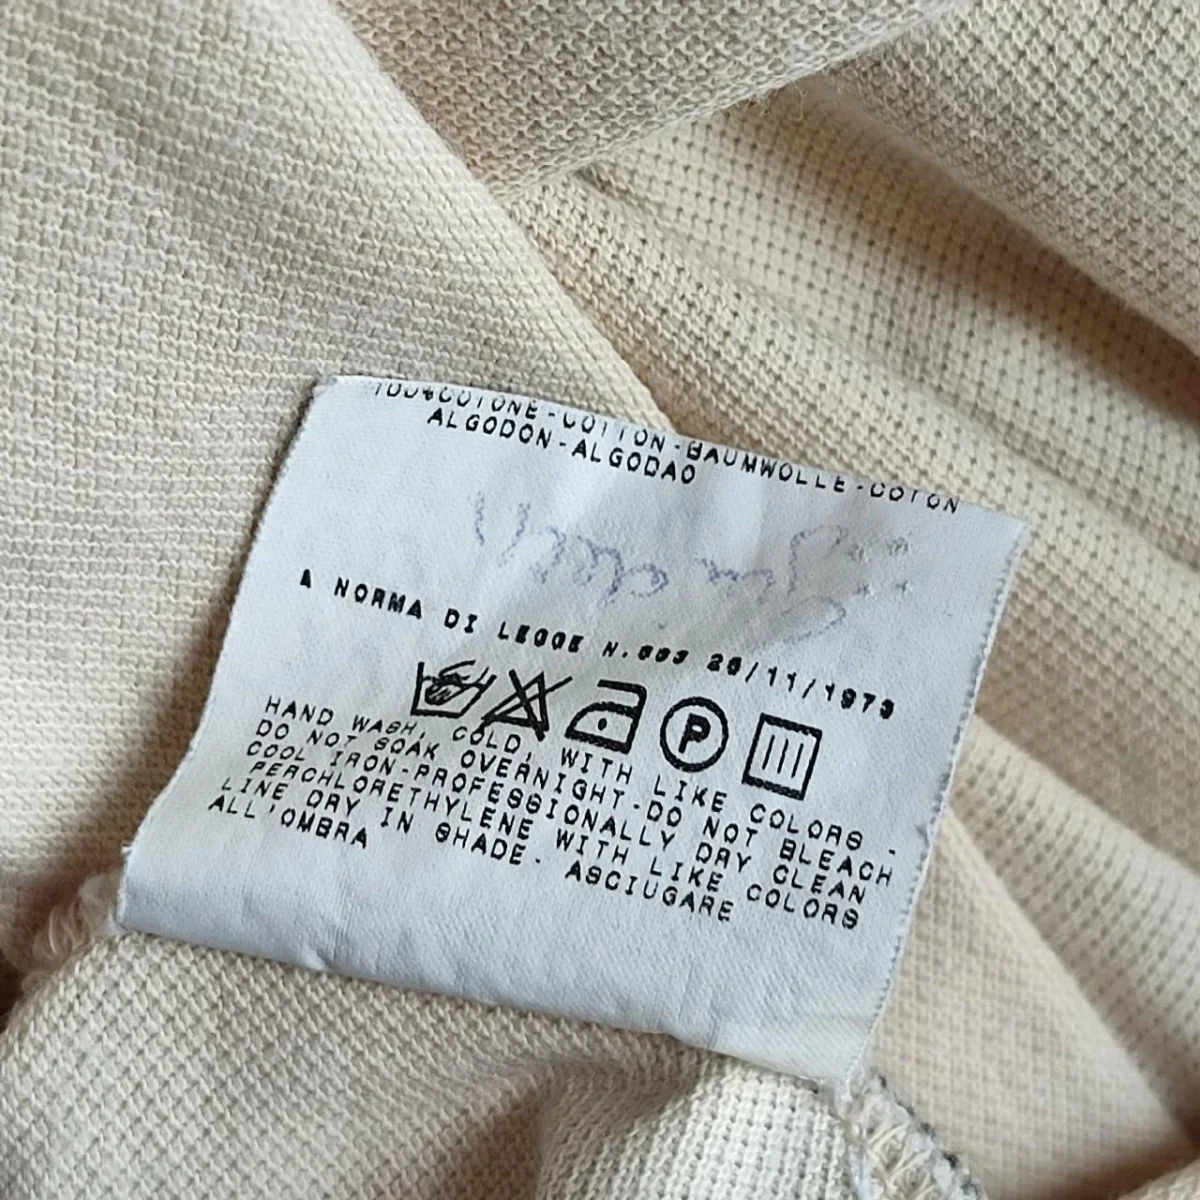 100%COTONE-COTTON-BAUMWOLLE-COTON
ALGODON-ALGODAO
A NORMA DI LEGGE N.883 26/11/1973
P
HAND WASH, COLD, WITH LIKE COLORS -
DO NOT SOAK OVERNIGHT-DO NOT BLEACH
COOL IRON-PROFESSIONALLY DRY CLEAN
PERCHLORETHYLENE WITH LIKE COLORS
LINE DRY IN SHADE. ASCIUGARE
ALL'OMBRA